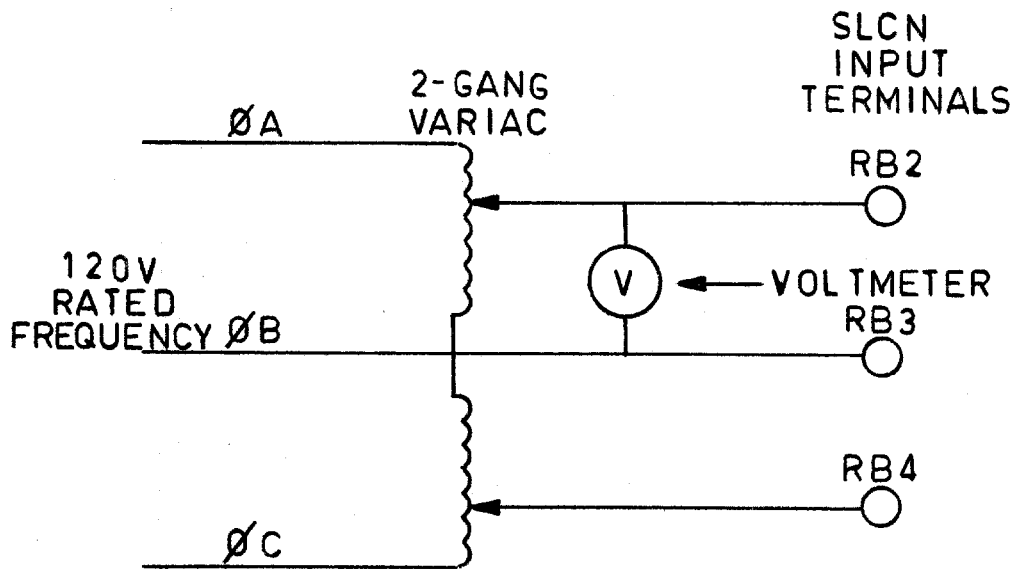 SLCN
INPUT
TERMINALS
2-GANG
VARIAC
ØA
RB2
120V
RATED
FREQUENCY
V
VOLTMETER
ØB
RB3
RB4
ØC